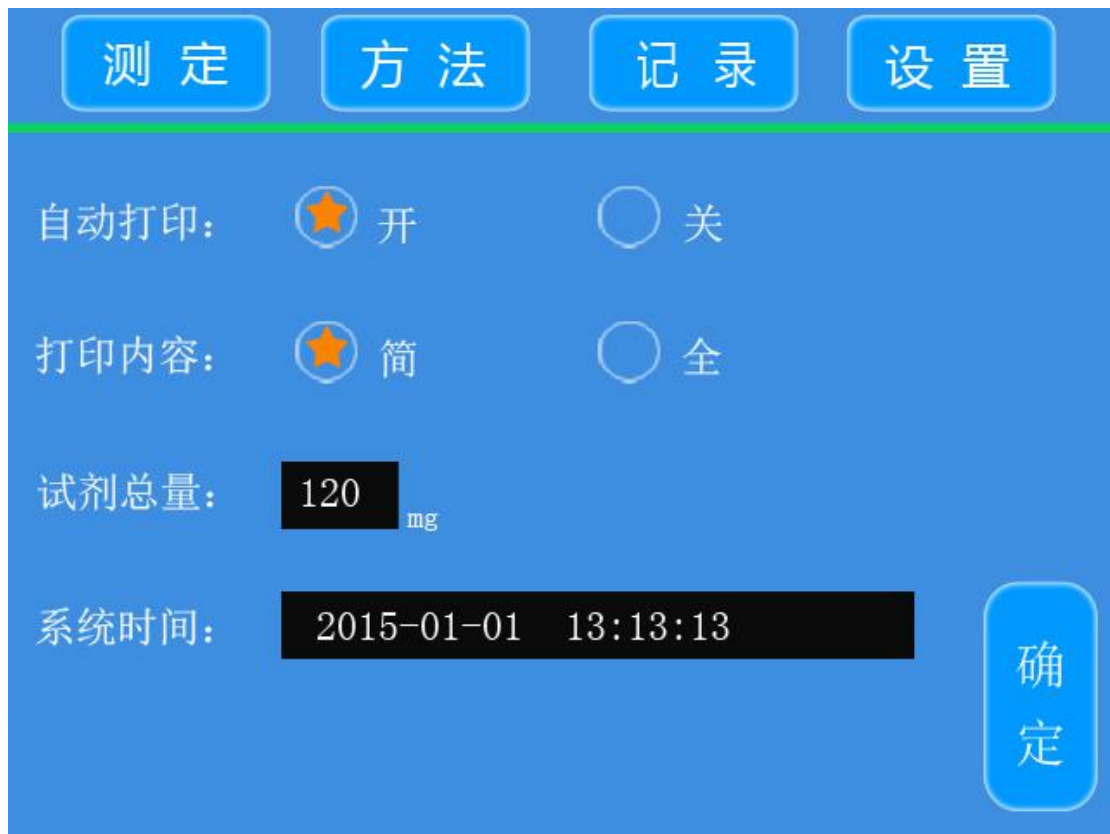 测定 方法 记录 设置
自动打印： 开 关
打印内容： 简 全
试剂总量： 120 mg
系统时间： 2015-01-01 13:13:13
确
定